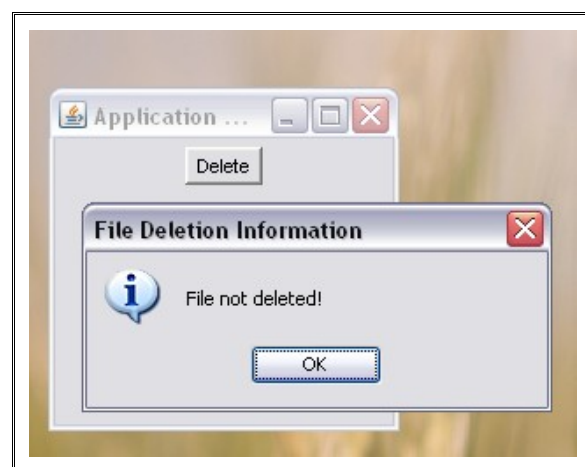 Application ...
Delete
File Deletion Information
File not deleted!
OK